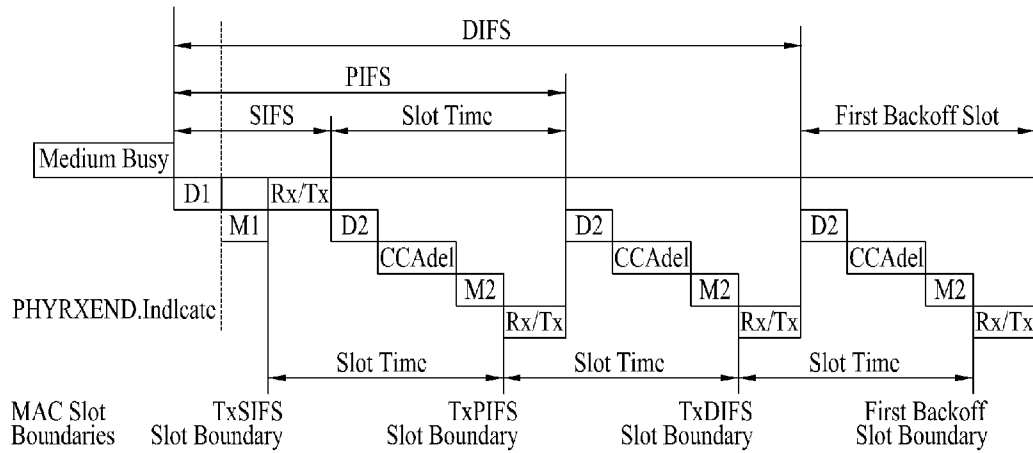 DIFS
PIFS
SIFS
Slot Timc
First Backoff Slot
Medium Busy
D1
Rx/Tx
M1
D2
D2
D2
CCAdel
CCAdel
CCAdel
M2
M2
M2
PHYRXEND.Indlcatc
Rx/Tx
Rx/Tx
Rx/Tx
Slot Timc
Slot Timc
Slot Timc
MAC Slot
Boundaries
TxSIFS
Slot Boundary
TxPIFS
Slot Boundary
TxDIFS
Slot Boundary
First Backoff
Slot Boundary